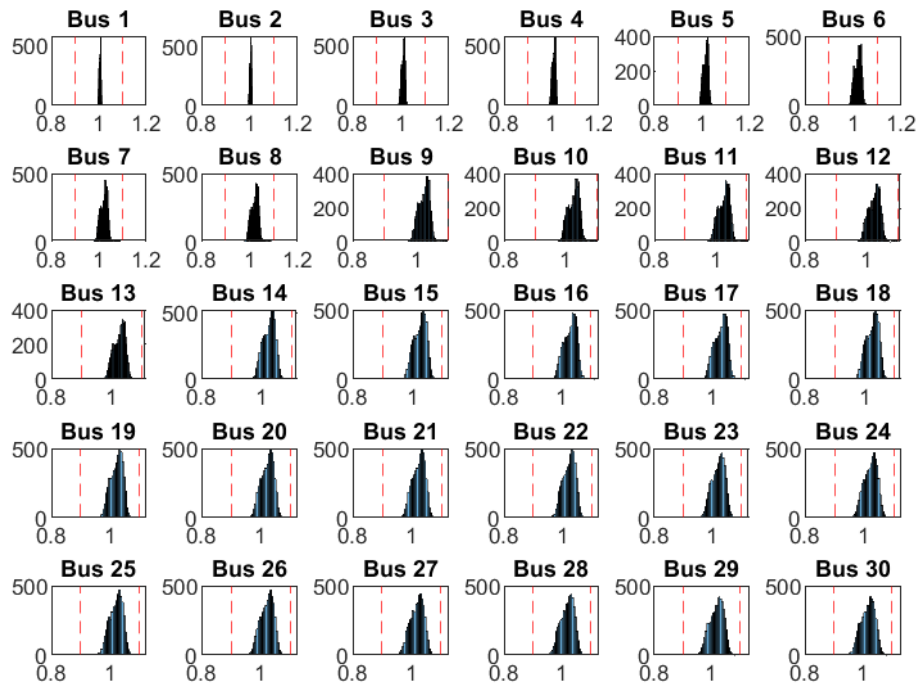 Bus 1 Bus 2 Bus 3 Bus 4 Bus 5 Bus 6
500 500 500 500 400 500
200
0 0 0 0 0 0
0.8 1 1.2 0.8 1 1.2 0.8 1 1.2 0.8 1 1.2 0.8 1 1.2 0.8 1 1.2
Bus 7 Bus 8 Bus 9 Bus 10 Bus 11 Bus 12
500 500 400 400 400 400
200 200 200 200
0 0 0 0 0 0
0.8 1 1.2 0.8 1 1.2 0.8 1 0.8 1 0.8 1 0.8 1
Bus 13 Bus 14 Bus 15 Bus 16 Bus 17 Bus 18
400 500 500 500 500 500
200
0 0 0 0 0 0
0.8 1 0.8 1 0.8 1 0.8 1 0.8 1 0.8 1
Bus 19 Bus 20 Bus 21 Bus 22 Bus 23 Bus 24
500 500 500 500 500 500
0 0 0 0 0 0
0.8 1 0.8 1 0.8 1 0.8 1 0.8 1 0.8 1
Bus 25 Bus 26 Bus 27 Bus 28 Bus 29 Bus 30
500 500 500 500 500 500
0 0 0 0 0 0
0.8 1 0.8 1 0.8 1 0.8 1 0.8 1 0.8 1